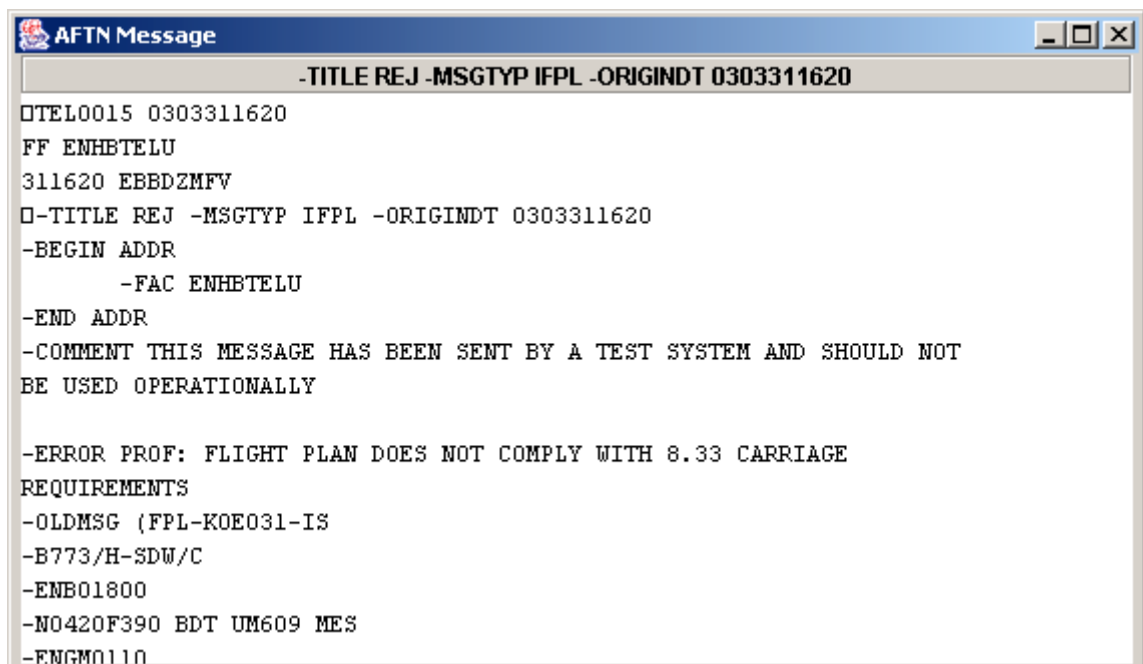 AFTN Message
-TITLE REJ -MSGTYP IFPL -ORIGINDT 0303311620
□TEL0015 0303311620
FF ENHBTELU
311620 EBBDZMFV
□-TITLE REJ -MSGTYP IFPL -ORIGINDT 0303311620
-BEGIN ADDR
-FAC ENHBTELU
-END ADDR
-COMMENT THIS MESSAGE HAS BEEN SENT BY A TEST SYSTEM AND SHOULD NOT
BE USED OPERATIONALLY
-ERROR PROF: FLIGHT PLAN DOES NOT COMPLY WITH 8.33 CARRIAGE
REQUIREMENTS
-OLDMSG (FPL-KOE031-IS
-B773/H-SDW/C
-ENBO1800
-N0420F390 BDT UM609 MES
-ENGM0110